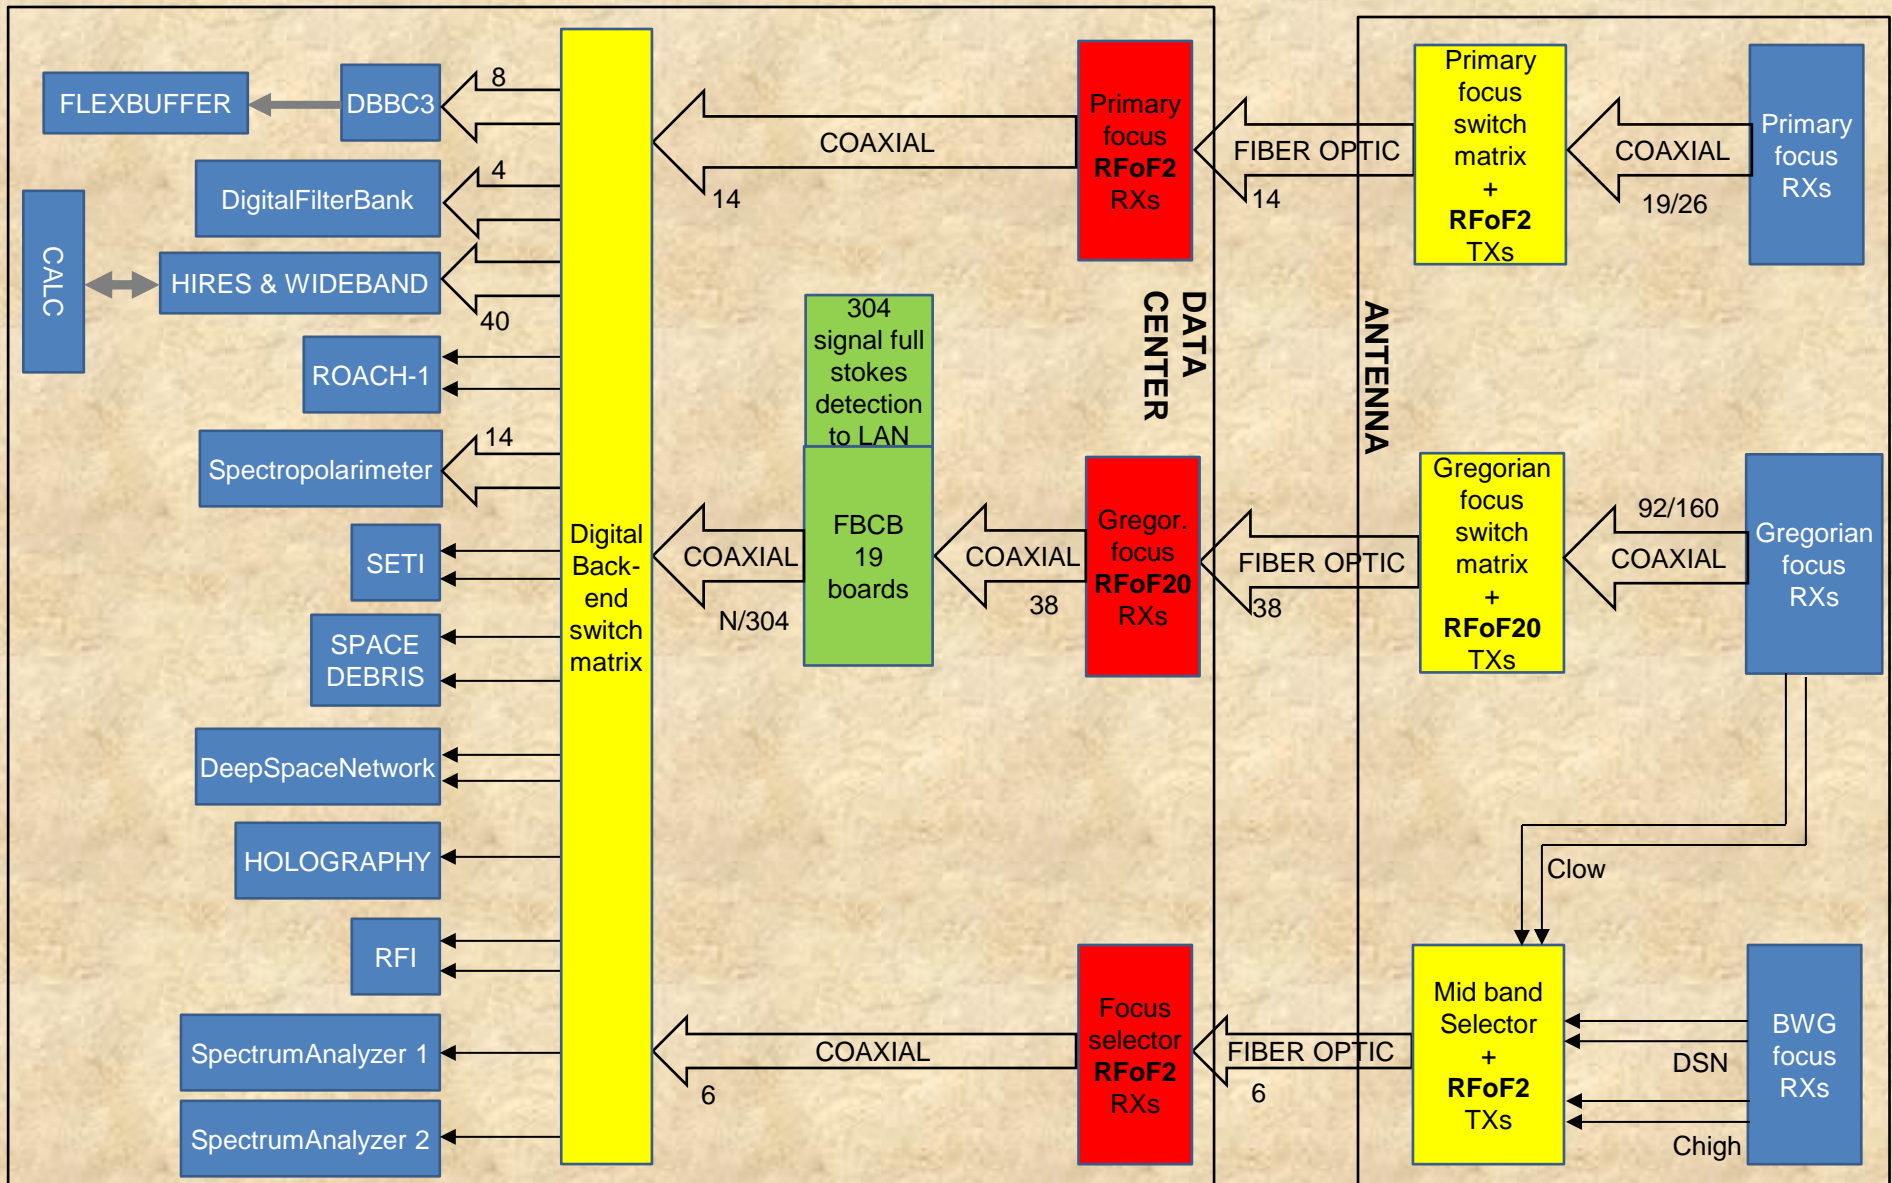 FLEXBUFFER
DBBC3
8
DigitalFilterBank
4
CALC
HIRES & WIDEBAND
40
ROACH-1
Spectropolarimeter
14
SETI
SPACE
DEBRIS
DeepSpaceNetwork
HOLOGRAPHY
RFI
SpectrumAnalyzer 1
SpectrumAnalyzer 2
Digital
Back-
end
switch
matrix
COAXIAL
14
Primary
focus
RFoF2
RXs
FIBER OPTIC
14
Primary
focus
switch
matrix
+
RFoF2
TXs
COAXIAL
19/26
Primary
focus
RXs
DATA
CENTER
ANTENNA
304
signal full
stokes
detection
to LAN
COAXIAL
N/304
FBCB
19
boards
COAXIAL
38
Gregor.
focus
RFoF20
RXs
FIBER OPTIC
38
Gregorian
focus
switch
matrix
+
RFoF20
TXs
92/160
COAXIAL
Gregorian
focus
RXs
Clow
COAXIAL
6
Focus
selector
RFoF2
RXs
FIBER OPTIC
6
Mid band
Selector
+
RFoF2
TXs
DSN
Chigh
BWG
focus
RXs